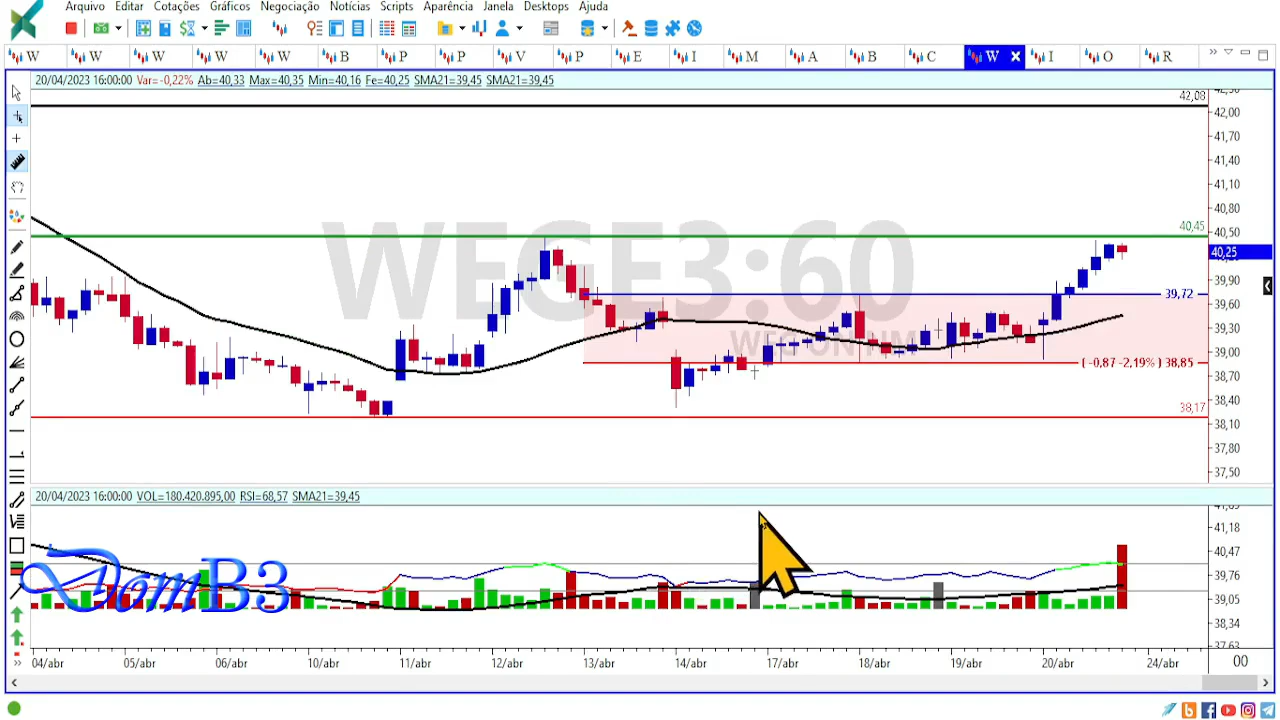 Arquivo Editar Cotações Gráficos Negociação Notícias Scripts Aparência Janela Desktops Ajuda
W W W W W B P P V P E I M A B C W I O R
20/04/2023 16:00:00 Var=-0,22% Ab=40,33 Max=40,35 Min=40,16 Fe=40,25 SMA21=39,45 SMA21=39,45
42,08
42,00
41,70
41,40
41,10
40,80
40,45
40,50
WEGE3:60
40,25
39,90
39,72
39,60
WEG ON NM
39,30
39,00
( -0,87 -2,19% ) 38,85
38,70
38,17
38,40
38,10
37,80
37,50
20/04/2023 16:00:00 VOL=180.420.895,00 RSI=68,57 SMA21=39,45
41,18
40,47
DomB3
39,76
39,05
38,34
04/abr 05/abr 06/abr 10/abr 11/abr 12/abr 13/abr 14/abr 17/abr 18/abr 19/abr 20/abr 24/abr 00